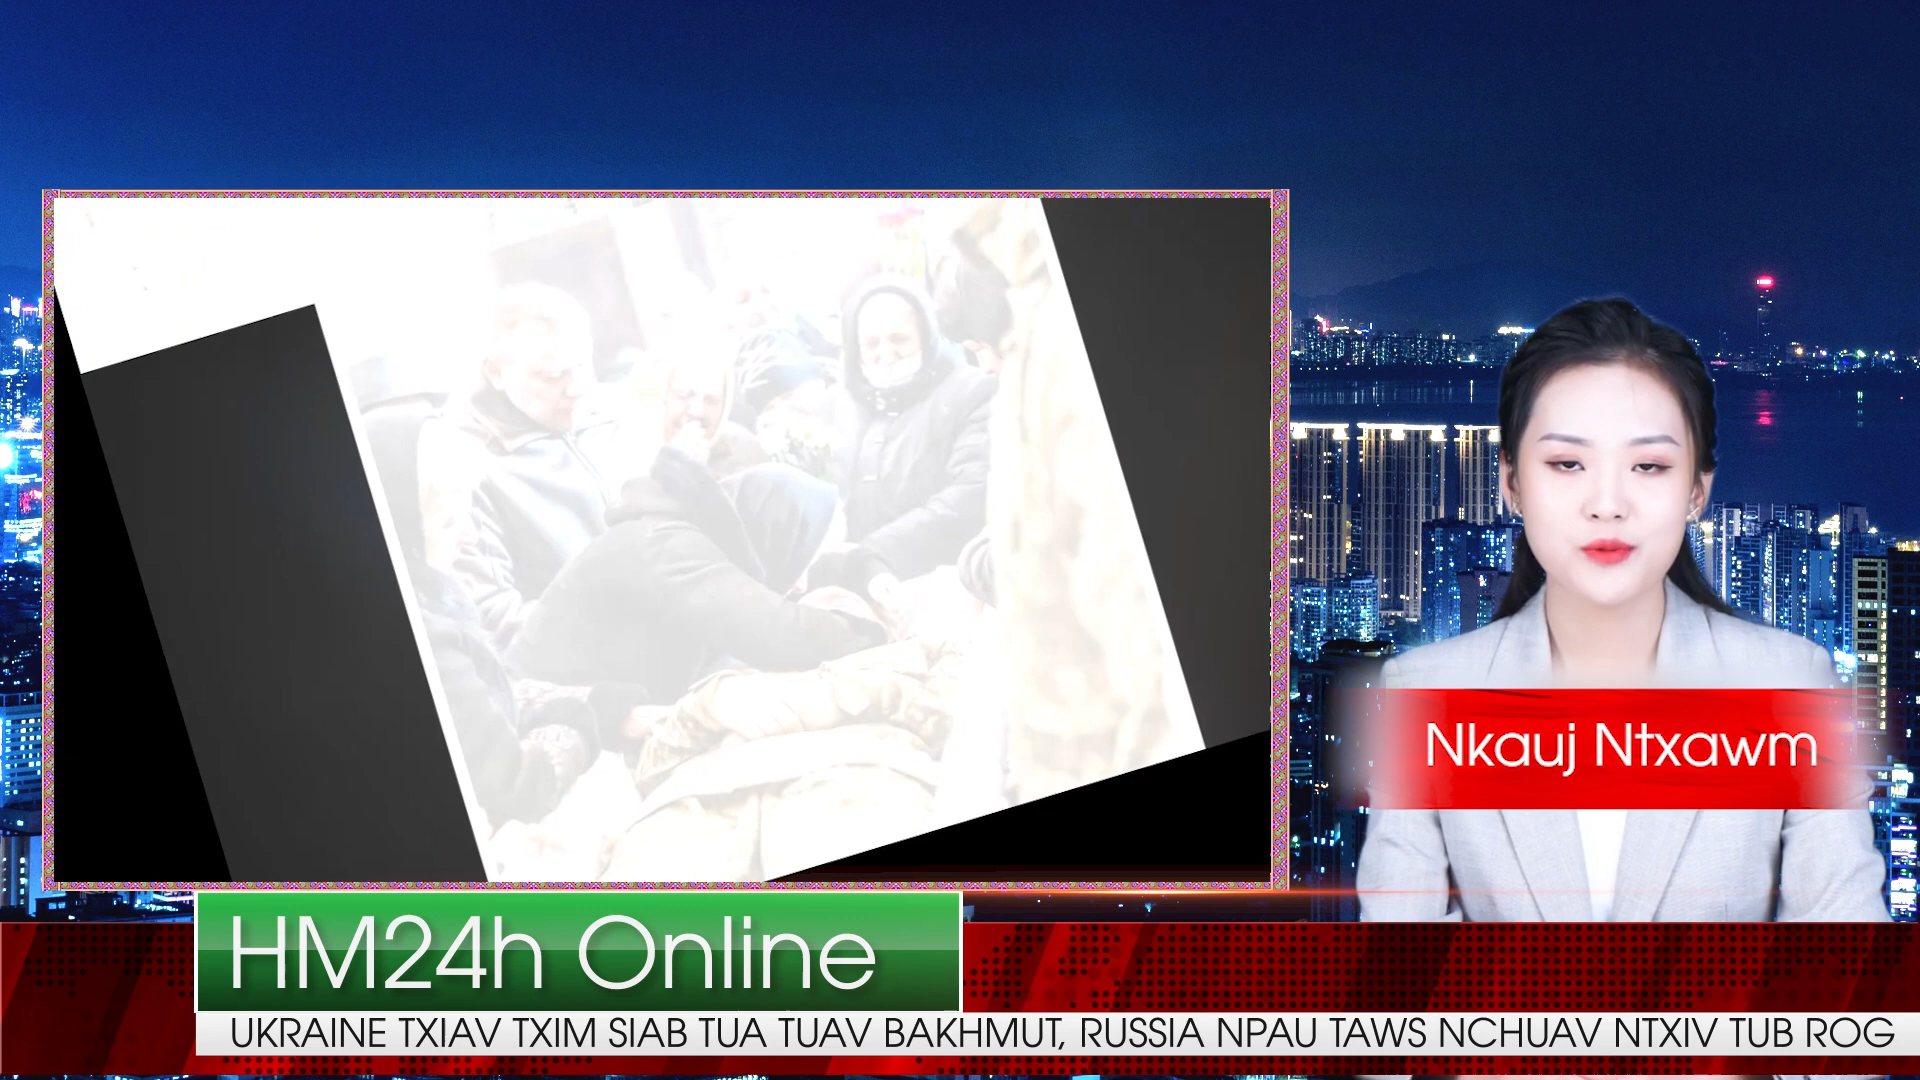 Nkauj Ntxawm
HM24h Online
UKRAINE TXIAV TXIM SIAB TUA TUAV BAKHMUT, RUSSIA NPAU TAWS NCHUAV NTXIV TUB ROG